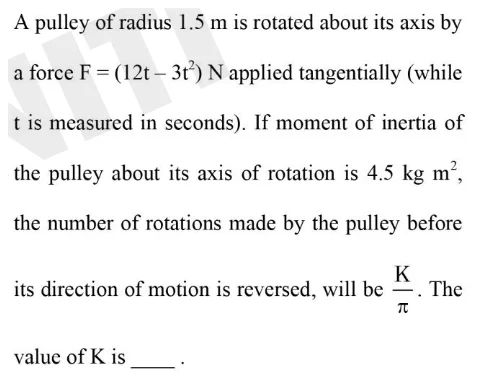 A pulley of radius 1.5 m is rotated about its axis by
a force F = (12t – 3t²) N applied tangentially (while
t is measured in seconds). If moment of inertia of
the pulley about its axis of rotation is 4.5 kg m²,
the number of rotations made by the pulley before
its direction of motion is reversed, will be K/π. The
value of K is ____ .